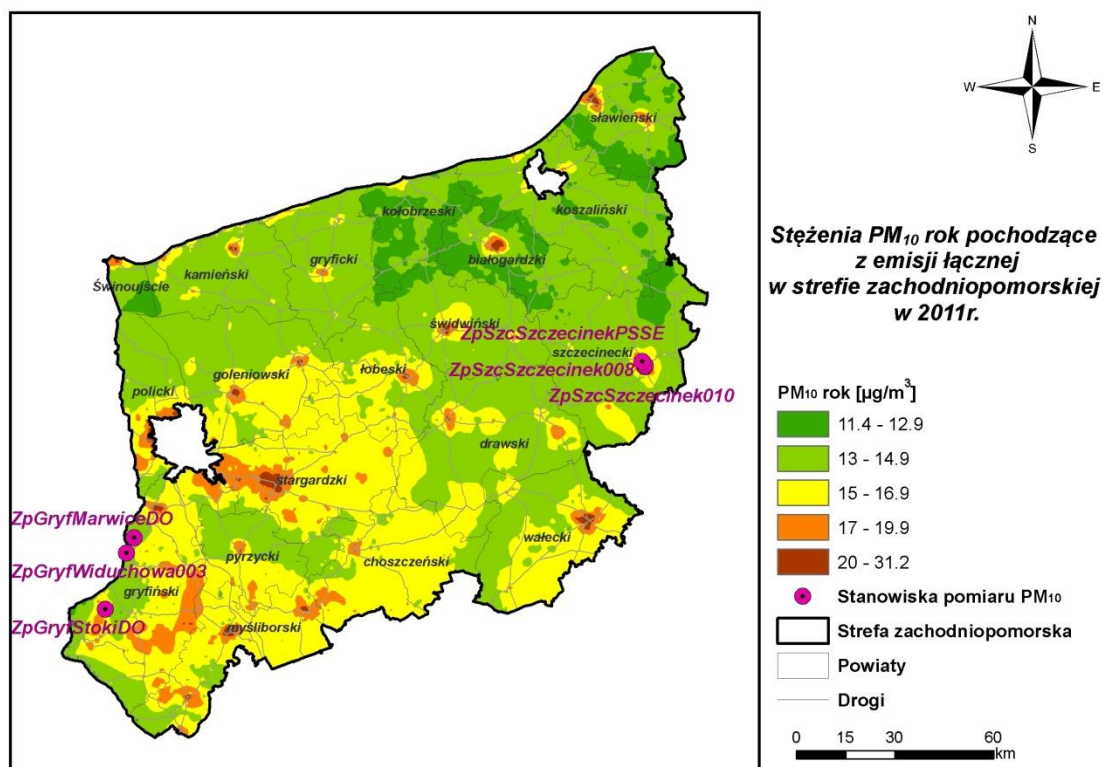 N
W E
S
Stężenia PM10 rok pochodzące
z emisji łącznej
w strefie zachodniopomorskiej
w 2011r.
PM10 rok [µg/m³]
11.4 - 12.9
13 - 14.9
15 - 16.9
17 - 19.9
20 - 31.2
Stanowiska pomiaru PM10
Strefa zachodniopomorska
Powiaty
Drogi
0 15 30 60
km
sławieński
kołobrzeski
koszaliński
białogardzki
gryficki
kamieński
Świnoujście
świdwiński
ZpSzcSzczecinekPSSE
szczecinecki
ZpSzcSzczecinek008
ZpSzcSzczecinek010
łobeski
goleniowski
policki
drawski
stargardzki
wałecki
ZpGryfMarwiceDO
ZpGryfWiduchowa003
pyrzycki
choszczeński
gryfiński
ZpGryfStokiDO
myśliborski